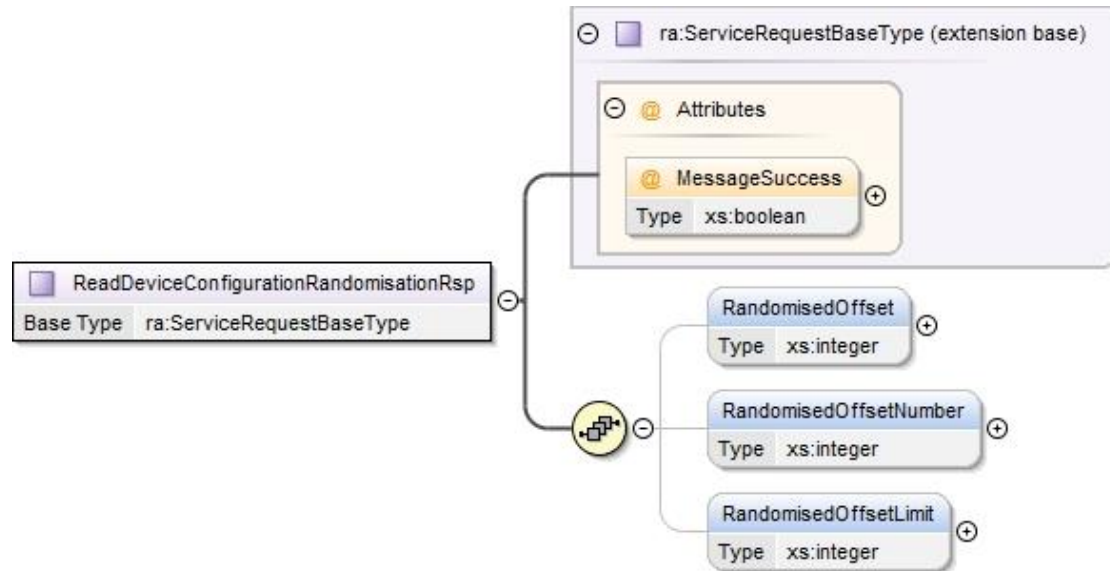 ra:ServiceRequestBaseType (extension base)
@ Attributes
@ MessageSuccess
Type xs:boolean
ReadDeviceConfigurationRandomisationRsp
Base Type ra:ServiceRequestBaseType
RandomisedOffset
Type xs:integer
RandomisedOffsetNumber
Type xs:integer
RandomisedOffsetLimit
Type xs:integer